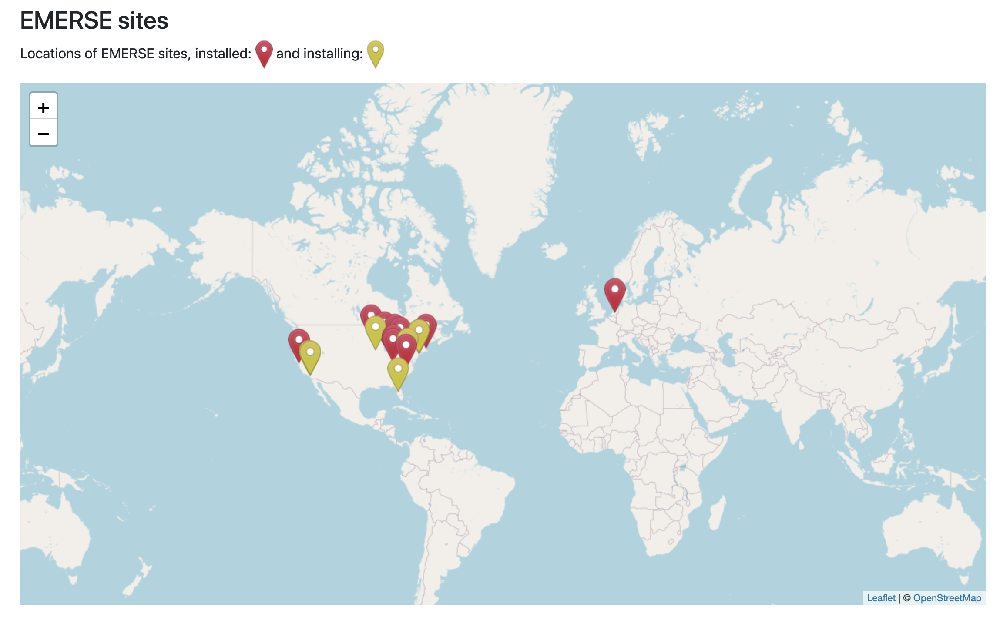 EMERSE sites
Locations of EMERSE sites, installed: and installing:
+
−
Leaflet | © OpenStreetMap